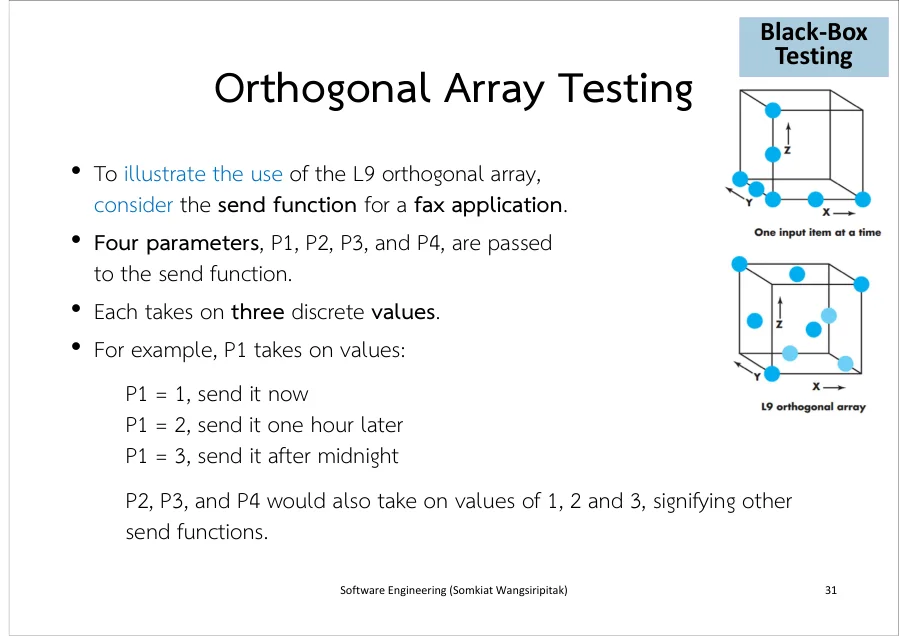 Black-Box
Testing
Orthogonal Array Testing
• To illustrate the use of the L9 orthogonal array,
consider the send function for a fax application.
• Four parameters, P1, P2, P3, and P4, are passed
to the send function.
• Each takes on three discrete values.
• For example, P1 takes on values:
P1 = 1, send it now
P1 = 2, send it one hour later
P1 = 3, send it after midnight
P2, P3, and P4 would also take on values of 1, 2 and 3, signifying other
send functions.
Z
Y
X
One input item at a time
Z
Y
X
L9 orthogonal array
Software Engineering (Somkiat Wangsiripitak)
31